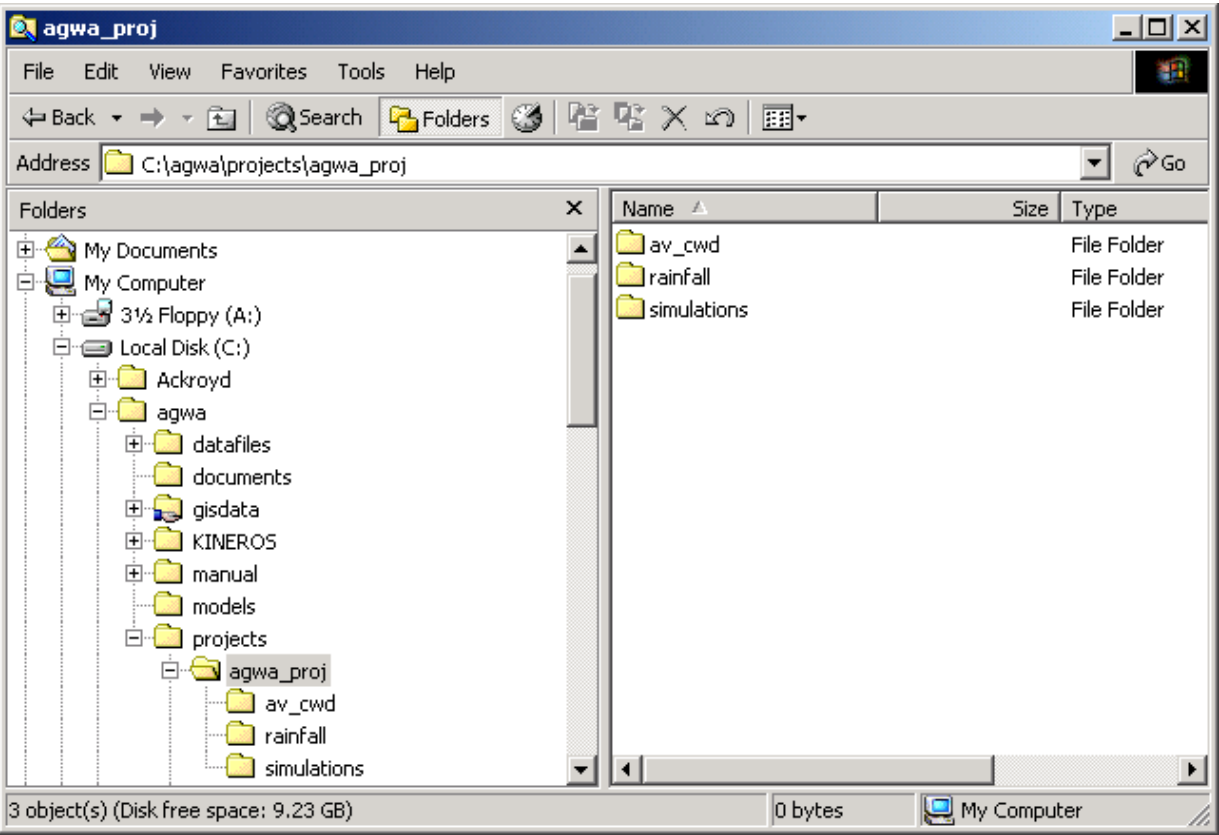 agwa_proj
File Edit View Favorites Tools Help
Back Search Folders
Address C:\agwa\projects\agwa_proj Go
Folders
Name Size Type
My Documents
My Computer
3½ Floppy (A:)
Local Disk (C:)
Ackroyd
agwa
datafiles
documents
gisdata
KINEROS
manual
models
projects
agwa_proj
av_cwd
rainfall
simulations
av_cwd File Folder
rainfall File Folder
simulations File Folder
3 object(s) (Disk free space: 9.23 GB) 0 bytes My Computer